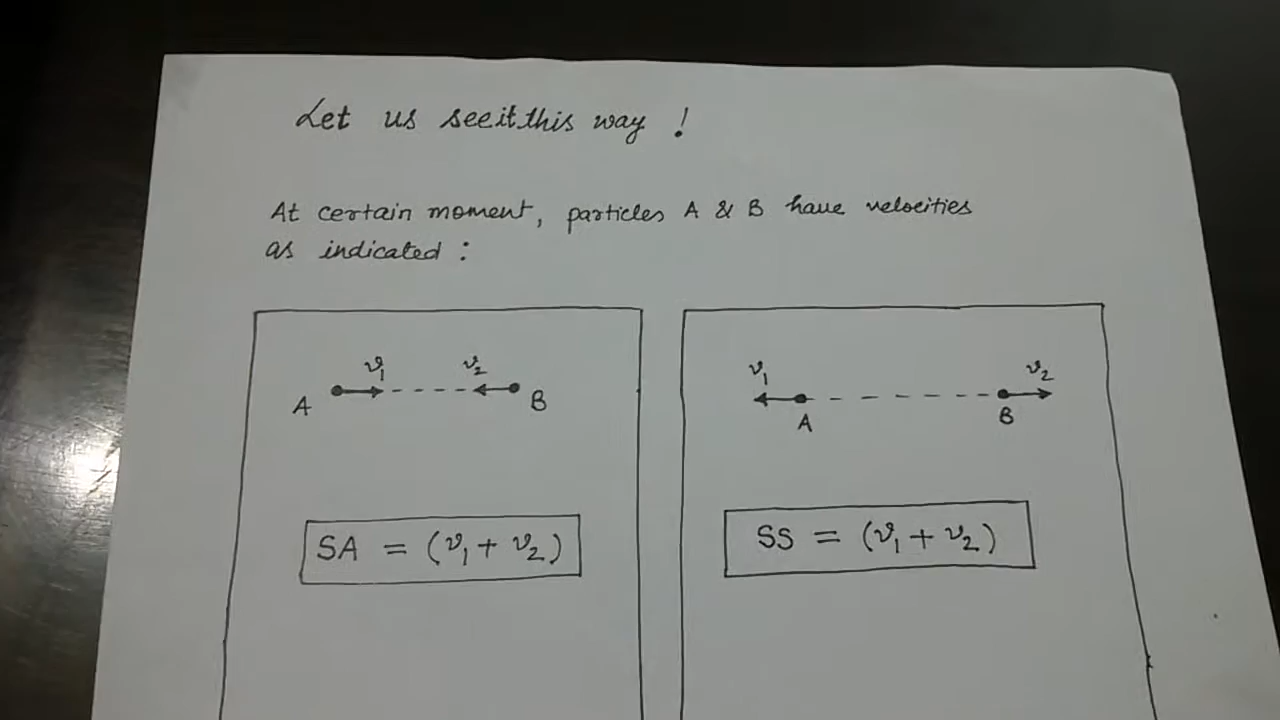 Let us see it this way !
At certain moment, particles A & B have velocities
as indicated :
v₁ v₂
A B
SA = (v₁ + v₂)
v₁ v₂
A B
SS = (v₁ + v₂)